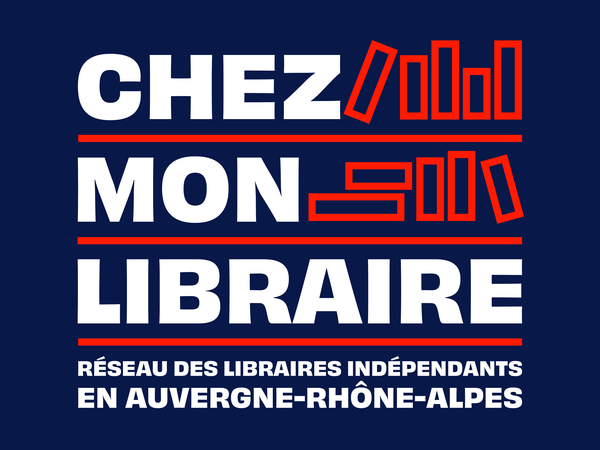 CHEZ
MON
LIBRAIRE
RÉSEAU DES LIBRAIRES INDÉPENDANTS
EN AUVERGNE-RHÔNE-ALPES